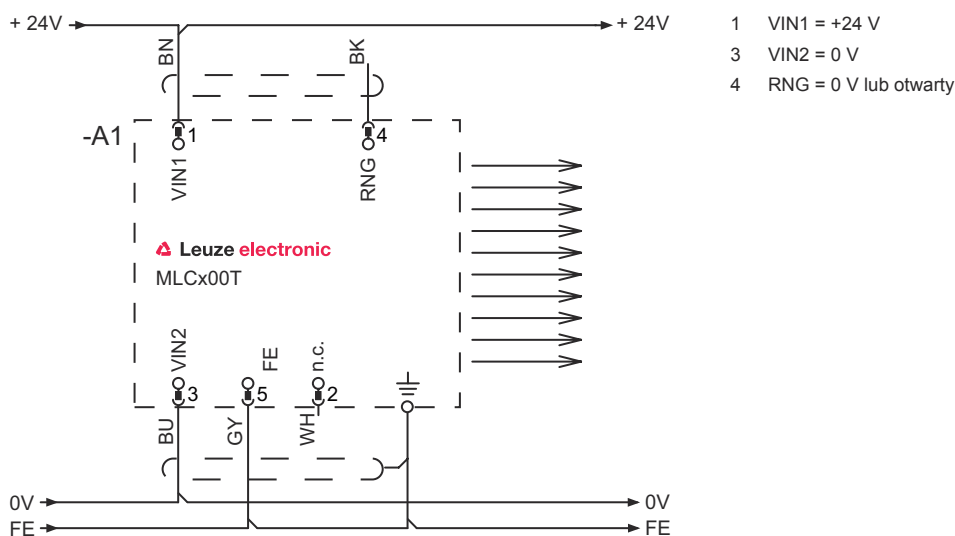 + 24V
+ 24V
1 VIN1 = +24 V
3 VIN2 = 0 V
4 RNG = 0 V lub otwarty
BN
BK
-A1
1
4
VIN1
RNG
Leuze electronic
MLCx00T
VIN2
FE
n.c.
3
5
2
BU
GY
WH
0V
0V
FE
FE